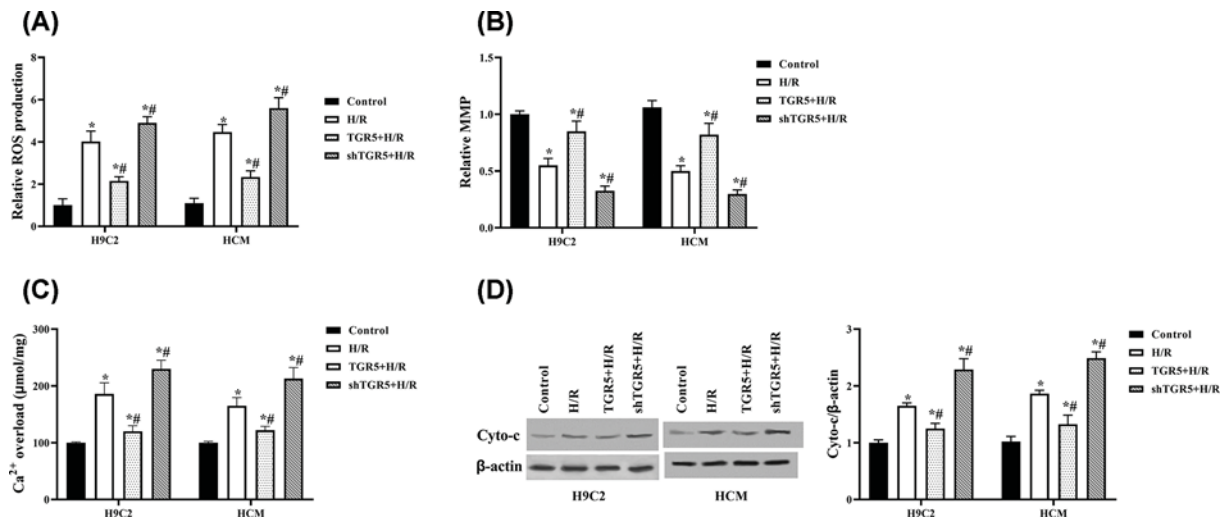 (A)
Relative ROS production
8
6
4
2
0
*
*#
*#
*
*#
*#
H9C2
HCM
Control
H/R
TGR5+H/R
shTGR5+H/R
(B)
Relative MMP
1.5
1.0
0.5
0.0
*
*#
*#
*
*#
*#
H9C2
HCM
Control
H/R
TGR5+H/R
shTGR5+H/R
(C)
Ca2+ overload (μmol/mg)
300
200
100
0
*
*#
*#
*
*#
*#
H9C2
HCM
Control
H/R
TGR5+H/R
shTGR5+H/R
(D)
Control
H/R
TGR5+H/R
shTGR5+H/R
Control
H/R
TGR5+H/R
shTGR5+H/R
Cyto-c
β-actin
H9C2
HCM
Cyto-c/β-actin
3
2
1
0
*
*#
*#
*
*#
*#
H9C2
HCM
Control
H/R
TGR5+H/R
shTGR5+H/R